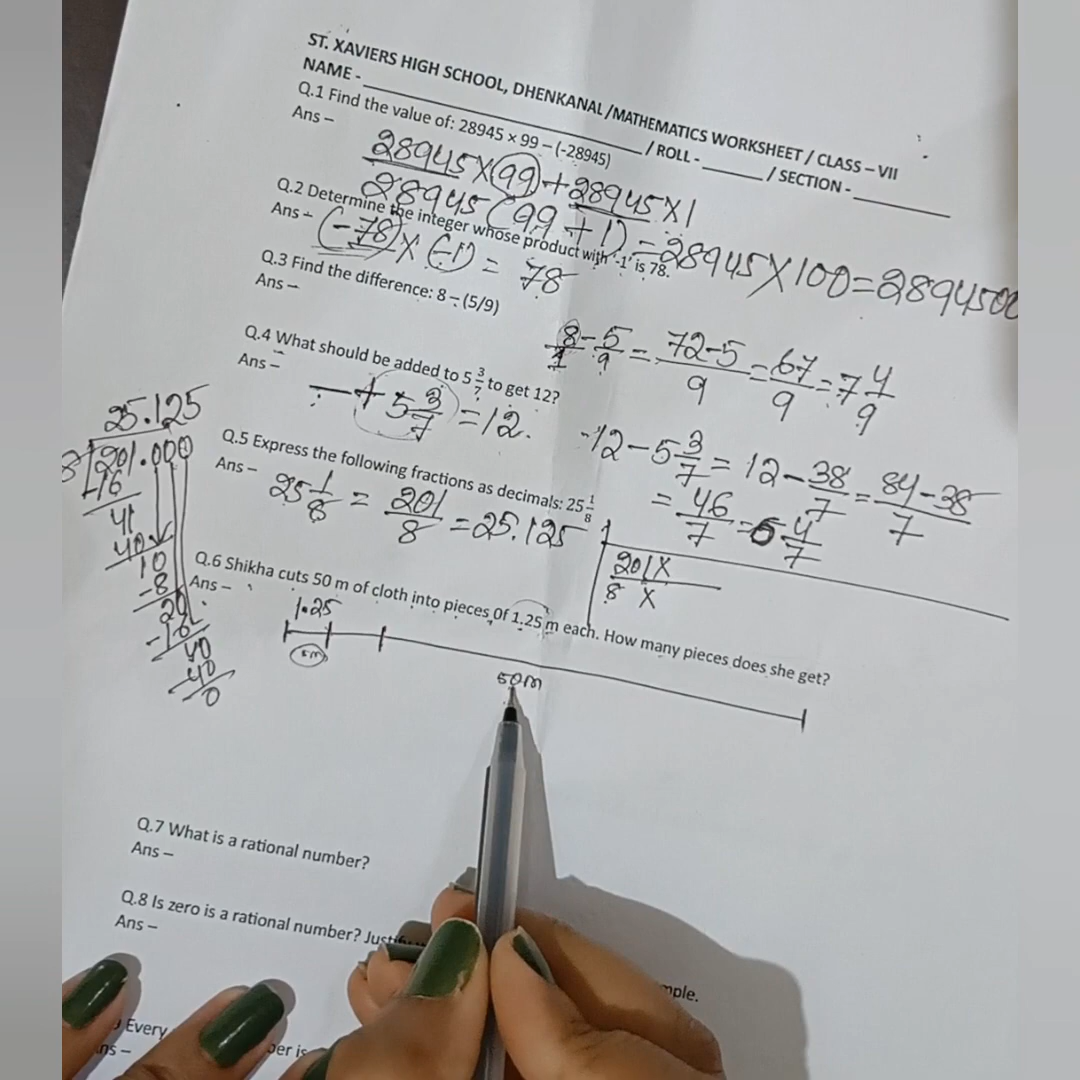 ST. XAVIERS HIGH SCHOOL, DHENKANAL /MATHEMATICS WORKSHEET / CLASS – VII
NAME - / ROLL - / SECTION -
Q.1 Find the value of: 28945 × 99 – (-28945)
Ans –
28945×(99)+28945×1
28945(99+1)=28945×100=2894500
Q.2 Determine the integer whose product with '-1' is 78.
Ans –
(-78)×(-1) = 78
Q.3 Find the difference: 8 – (5/9)
Ans –
8/1 - 5/9 = 72-5/9 = 67/9 = 7 4/9
Q.4 What should be added to 5 3/7 to get 12?
Ans –
— + 5 3/7 = 12.
12 - 5 3/7 = 12 - 38/7 = 84-38/7
= 46/7 = 6 4/7
Q.5 Express the following fractions as decimals: 25 1/8
Ans –
25 1/8 = 201/8 = 25.125
201 ×
8 ×
25.125
8 201.000
-16
41
40
10
-8
20
-16
40
40
0
Q.6 Shikha cuts 50 m of cloth into pieces 0f 1.25 m each. How many pieces does she get?
Ans –
1.25
50m
Q.7 What is a rational number?
Ans –
Q.8 Is zero is a rational number?
Ans –
Every